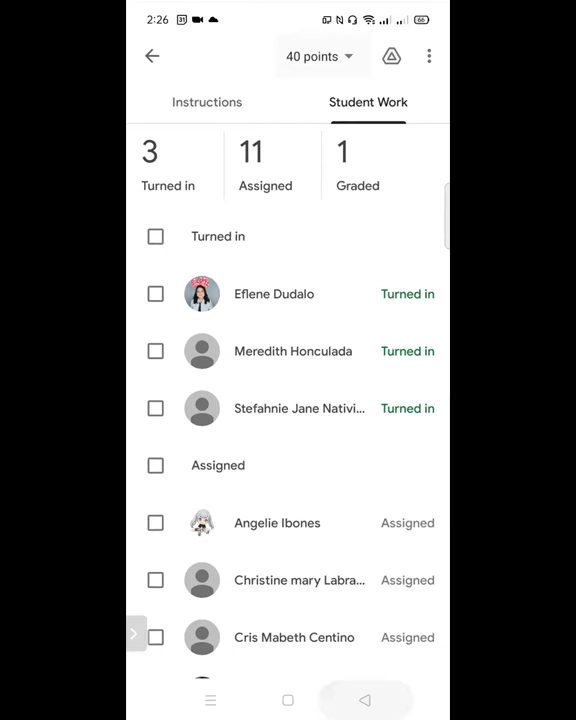 2:26 31 66
40 points
Instructions Student Work
3 11 1
Turned in Assigned Graded
Turned in
Eflene Dudalo Turned in
Meredith Honculada Turned in
Stefahnie Jane Nativi... Turned in
Assigned
Angelie Ibones Assigned
Christine mary Labra... Assigned
Cris Mabeth Centino Assigned